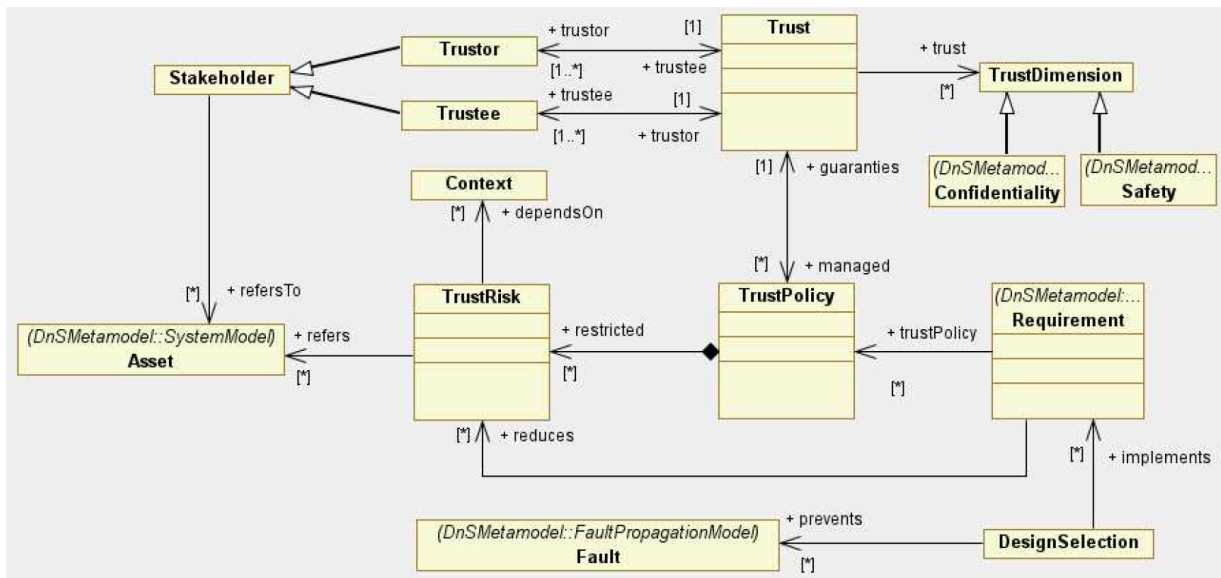 + trustor
[1]
Trust
Trustor
+ trust
Stakeholder
[1..*]
+ trustee
TrustDimension
+ trustee
[1]
[*]
Trustee
[1..*]
+ trustor
[1]
+ guaranties
(DnSMetamod...
Confidentiality
(DnSMetamod...
Safety
Context
[*]
+ dependsOn
[*]
+ refersTo
[*]
+ managed
TrustRisk
TrustPolicy
(DnSMetamodel:...
Requirement
(DnSMetamodel::SystemModel)
Asset
+ refers
[*]
+ restricted
[*]
+ trustPolicy
[*]
[*]
+ reduces
[*]
+ implements
(DnSMetamodel::FaultPropagationModel)
Fault
+ prevents
[*]
DesignSelection